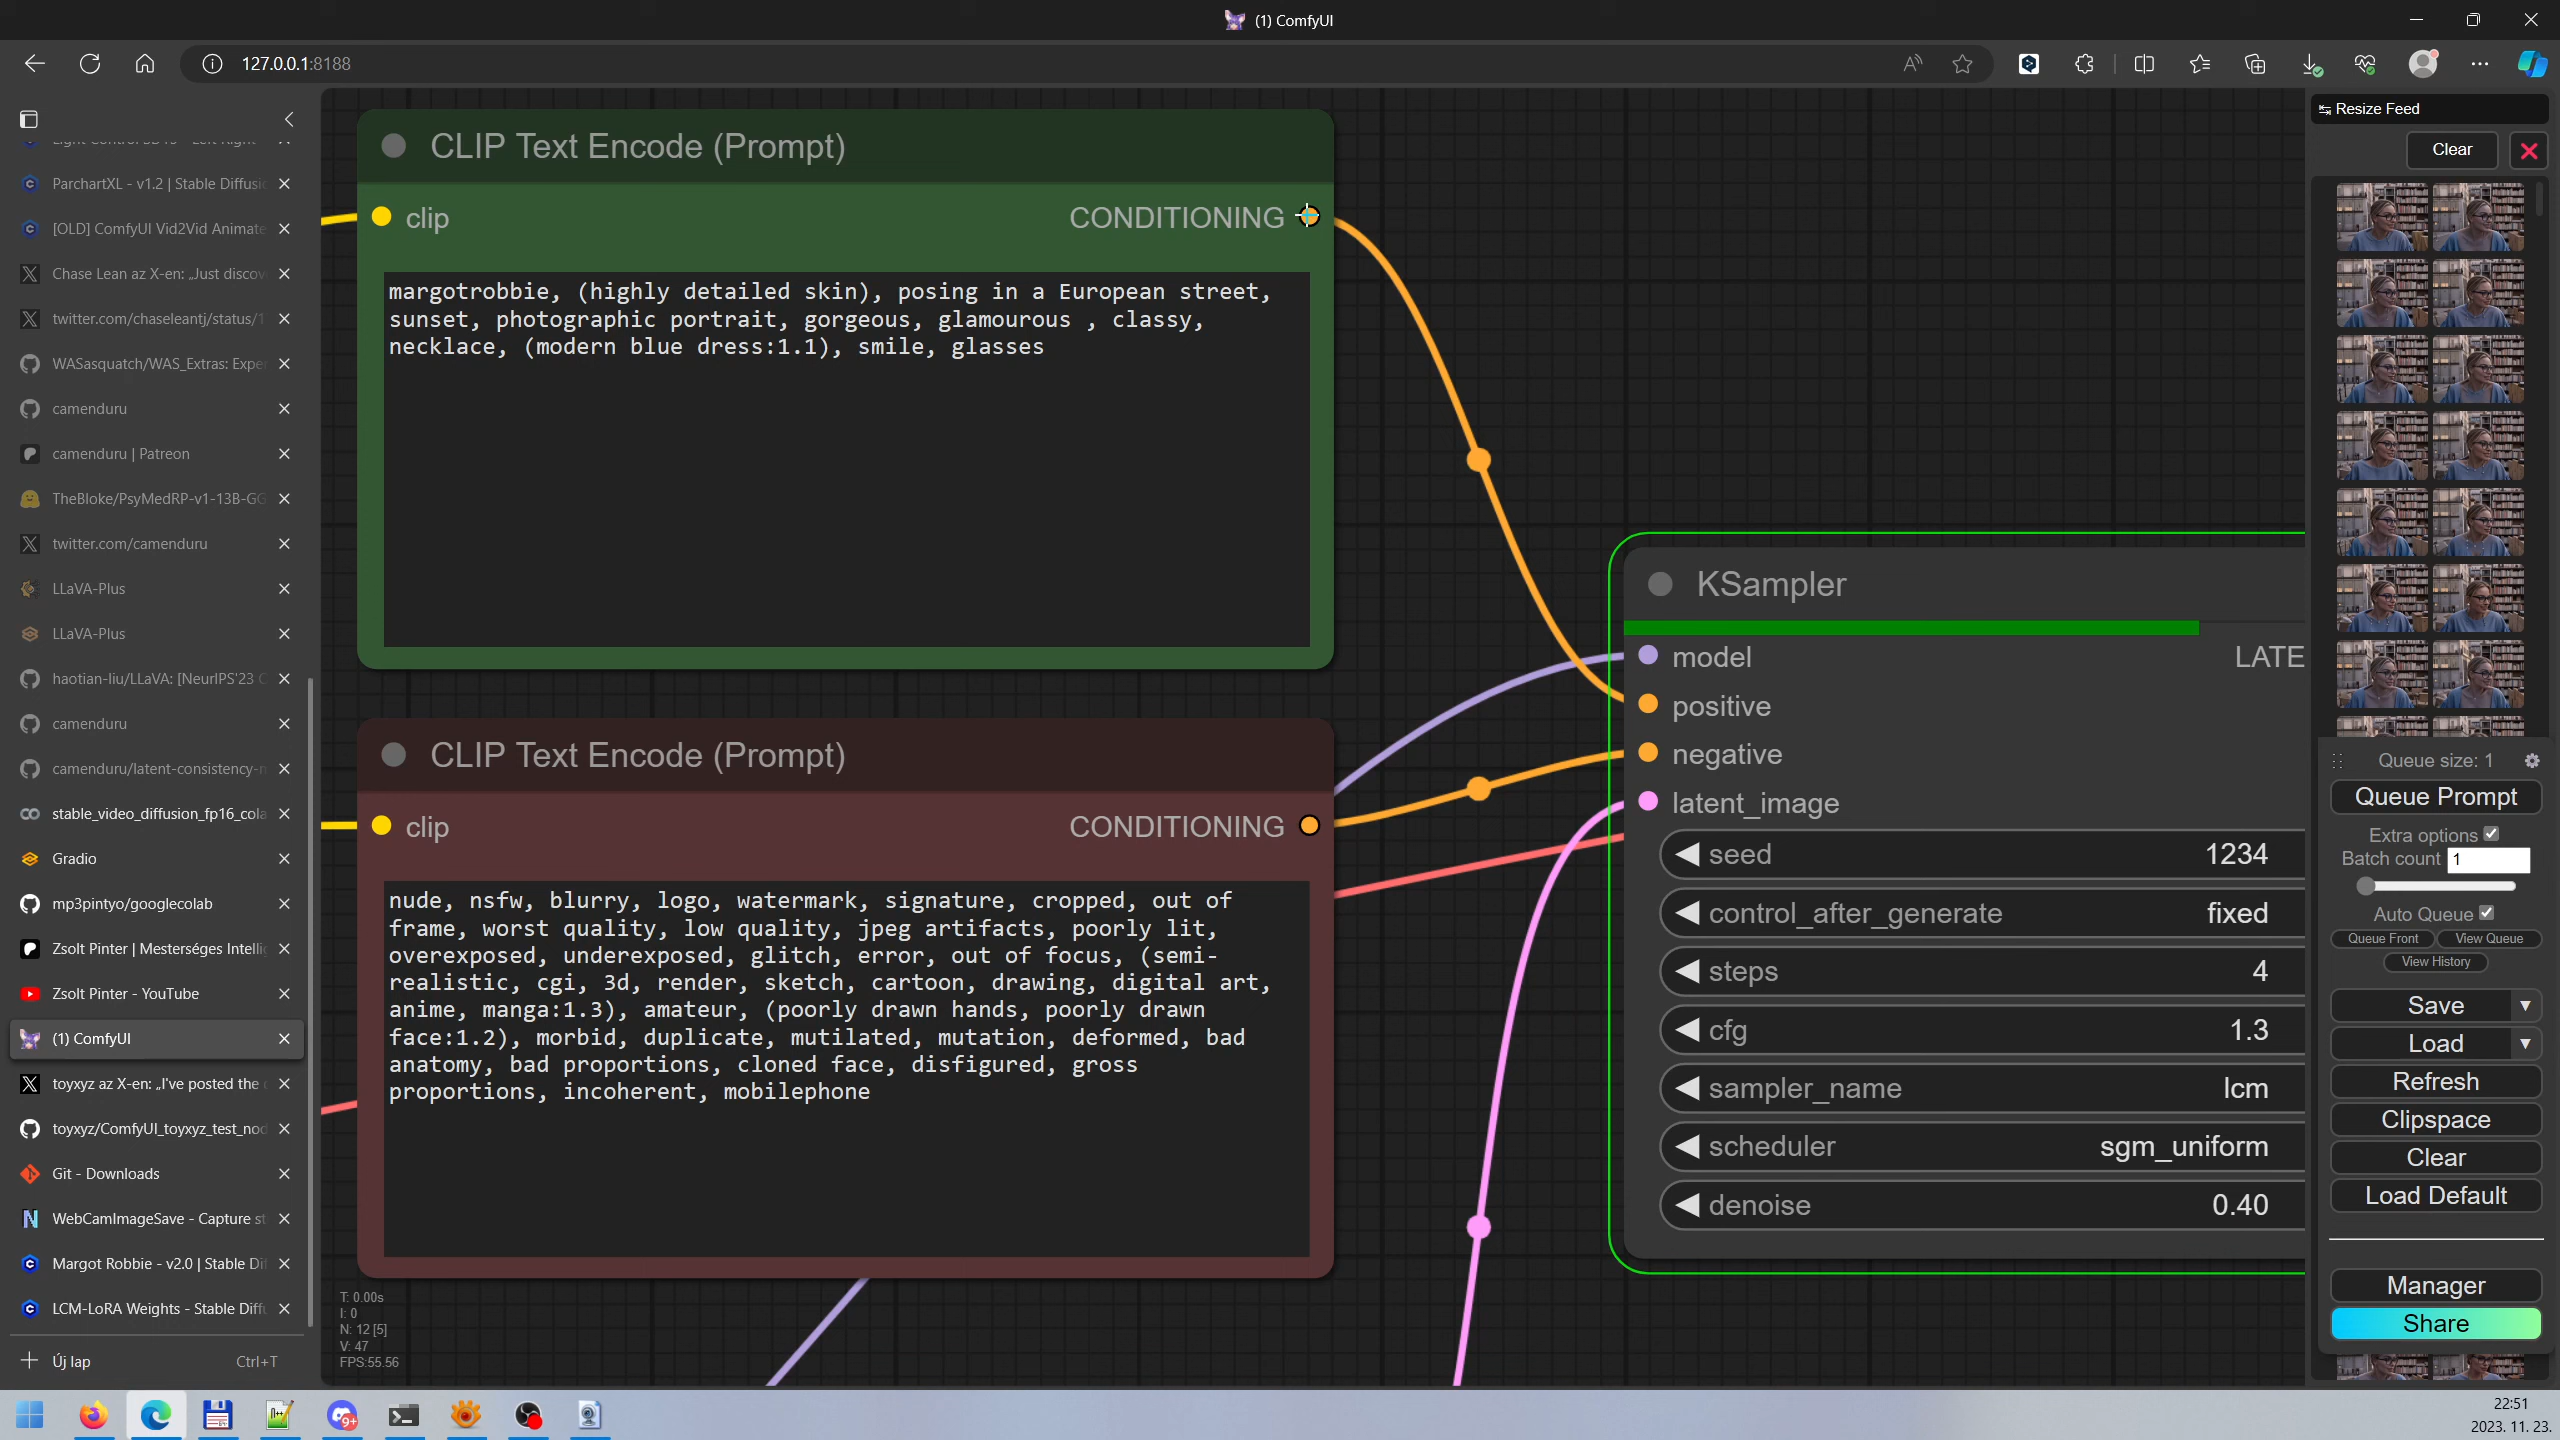 (1) ComfyUI
127.0.0.1:8188
ParchartXL - v1.2 | Stable Diffusi
[OLD] ComfyUI Vid2Vid Animate
Chase Lean az X-en: „Just discov
twitter.com/chaseleantj/status/1
WASasquatch/WAS_Extras: Expe
camenduru
camenduru | Patreon
TheBloke/PsyMedRP-v1-13B-GG
twitter.com/camenduru
LLaVA-Plus
LLaVA-Plus
haotian-liu/LLaVA: [NeurIPS'23 O
camenduru
camenduru/latent-consistency-
stable_video_diffusion_fp16_cola
Gradio
mp3pintyo/googlecolab
Zsolt Pinter | Mesterséges Intelli
Zsolt Pinter - YouTube
(1) ComfyUI
toyxyz az X-en: „I've posted the
toyxyz/ComfyUI_toyxyz_test_nod
Git - Downloads
WebCamImageSave - Capture st
Margot Robbie - v2.0 | Stable Dif
LCM-LoRA Weights - Stable Diffu
Új lap Ctrl+T
CLIP Text Encode (Prompt)
clip CONDITIONING
margotrobbie, (highly detailed skin), posing in a European street,
sunset, photographic portrait, gorgeous, glamourous , classy,
necklace, (modern blue dress:1.1), smile, glasses
CLIP Text Encode (Prompt)
clip CONDITIONING
nude, nsfw, blurry, logo, watermark, signature, cropped, out of
frame, worst quality, low quality, jpeg artifacts, poorly lit,
overexposed, underexposed, glitch, error, out of focus, (semi-
realistic, cgi, 3d, render, sketch, cartoon, drawing, digital art,
anime, manga:1.3), amateur, (poorly drawn hands, poorly drawn
face:1.2), morbid, duplicate, mutilated, mutation, deformed, bad
anatomy, bad proportions, cloned face, disfigured, gross
proportions, incoherent, mobilephone
T: 0.00s
I: 0
N: 12 [5]
V: 47
FPS:55.56
KSampler
model LATE
positive
negative
latent_image
seed 1234
control_after_generate fixed
steps 4
cfg 1.3
sampler_name lcm
scheduler sgm_uniform
denoise 0.40
Resize Feed
Clear
Queue size: 1
Queue Prompt
Extra options
Batch count 1
Auto Queue
Queue Front View Queue
View History
Save
Load
Refresh
Clipspace
Clear
Load Default
Manager
Share
9+
22:51
2023. 11. 23.